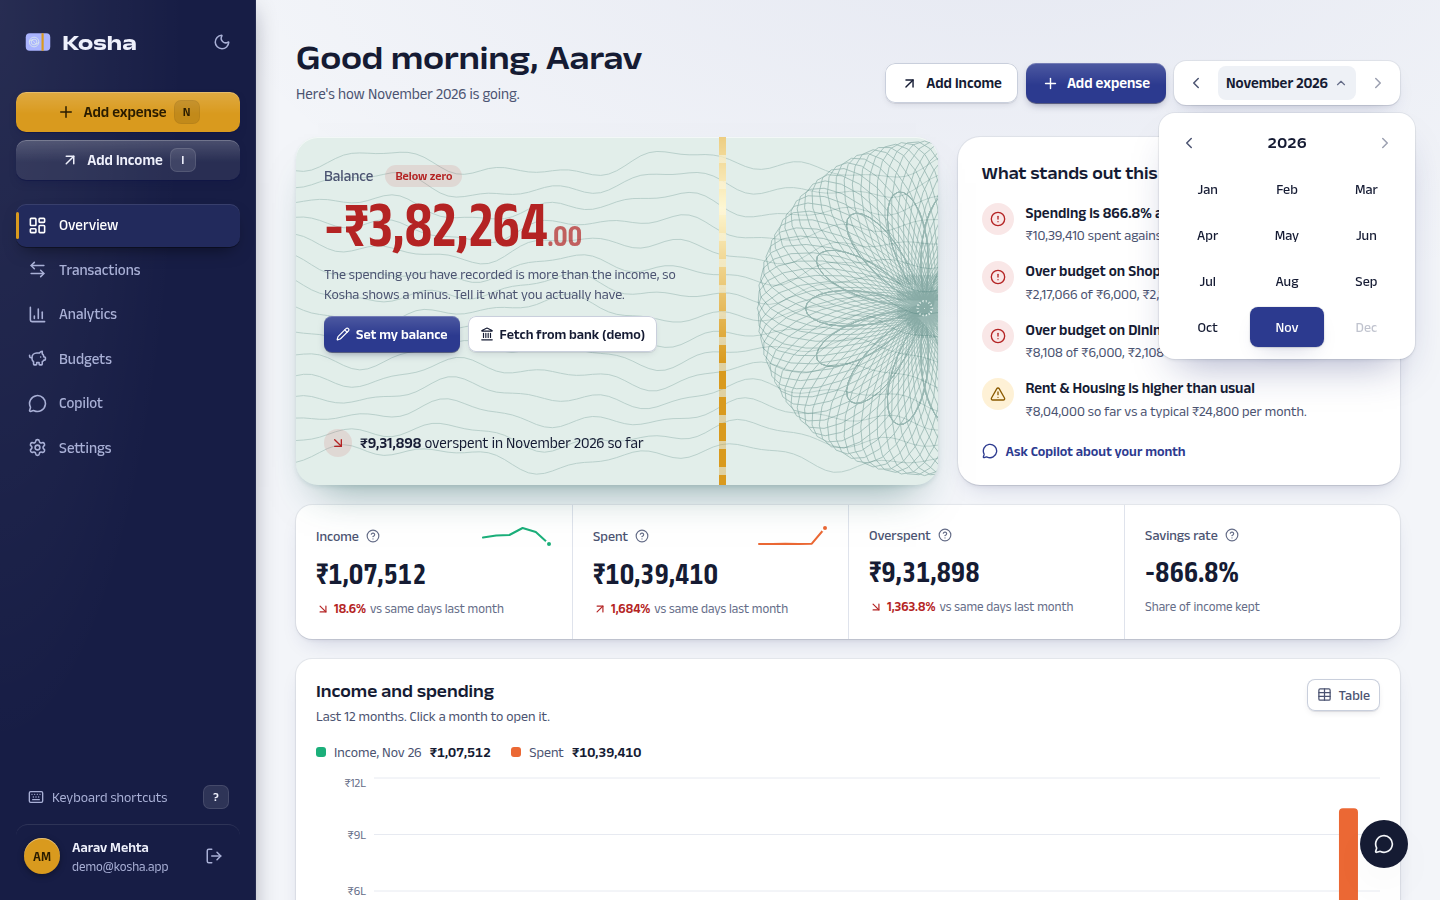 Kosha
Add expense N
Add income I
Overview
Transactions
Analytics
Budgets
Copilot
Settings
Keyboard shortcuts ?
AM
Aarav Mehta
demo@kosha.app
Good morning, Aarav
Here's how November 2026 is going.
Add income
Add expense
November 2026
2026
Jan Feb Mar
Apr May Jun
Jul Aug Sep
Oct Nov Dec
Balance Below zero
-₹3,82,264.00
The spending you have recorded is more than the income, so
Kosha shows a minus. Tell it what you actually have.
Set my balance
Fetch from bank (demo)
₹9,31,898 overspent in November 2026 so far
What stands out this
Spending is 866.8%
₹10,39,410 spent agains
Over budget on Shop
₹2,17,066 of ₹6,000, ₹2,
Over budget on Dinin
₹8,108 of ₹6,000, ₹2,108
Rent & Housing is higher than usual
₹8,04,000 so far vs a typical ₹24,800 per month.
Ask Copilot about your month
Income
₹1,07,512
18.6% vs same days last month
Spent
₹10,39,410
1,684% vs same days last month
Overspent
₹9,31,898
1,363.8% vs same days last month
Savings rate
-866.8%
Share of income kept
Income and spending
Last 12 months. Click a month to open it.
Table
Income, Nov 26 ₹1,07,512
Spent ₹10,39,410
₹12L
₹9L
₹6L